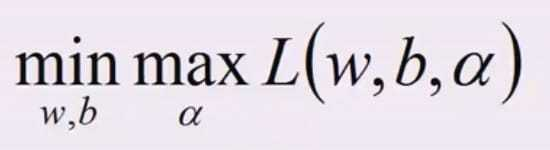 min max L(w,b,α)
w,b α